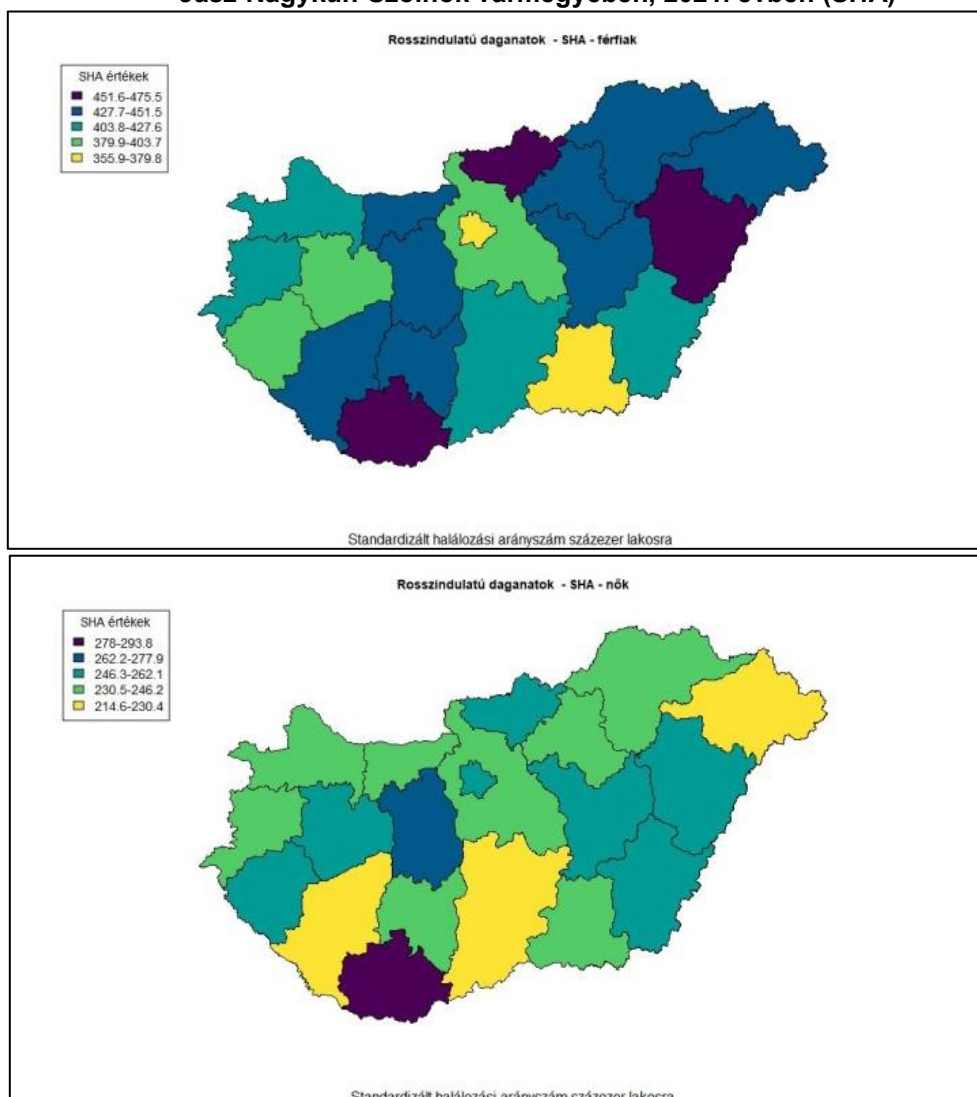 Jász-Nagykun-Szolnok vármegyében, 2021. évben (SHA)
Rosszindulatú daganatok - SHA - férfiak
SHA értékek
451.6-475.5
427.7-451.5
403.8-427.6
379.9-403.7
355.9-379.8
Standardizált halálozási arányszám százezer lakosra
Rosszindulatú daganatok - SHA - nők
SHA értékek
278-293.8
262.2-277.9
246.3-262.1
230.5-246.2
214.6-230.4
Standardizált halálozási arányszám százezer lakosra